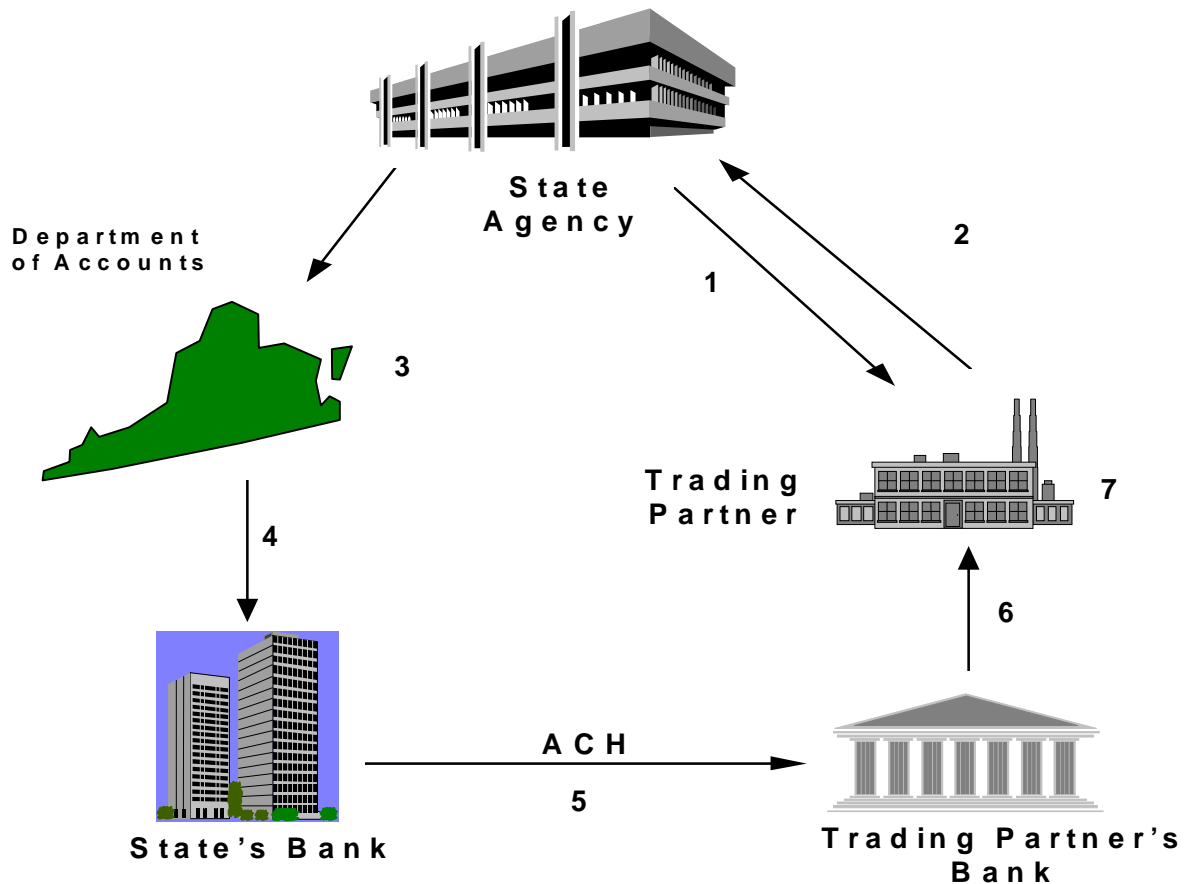 State
Agency
Department
of Accounts
2
1
3
Trading
Partner
7
4
6
ACH
5
State's Bank
Trading Partner's
Bank